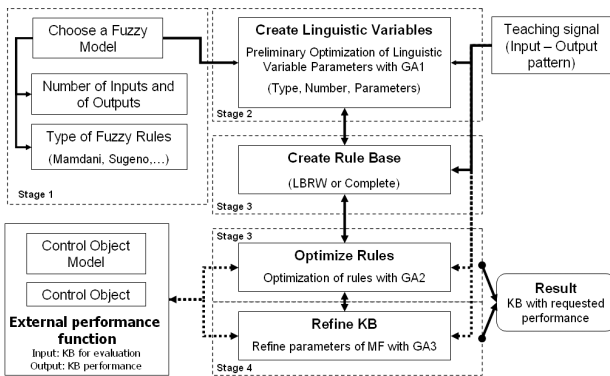 Choose a Fuzzy
Model
Number of Inputs and
of Outputs
Type of Fuzzy Rules
(Mamdani, Sugeno,...)
Stage 1
Create Linguistic Variables
Preliminary Optimization of Linguistic
Variable Parameters with GA1
(Type, Number, Parameters)
Stage 2
Teaching signal
(Input – Output
pattern)
Create Rule Base
(LBRW or Complete)
Stage 3
Stage 3
Optimize Rules
Optimization of rules with GA2
Refine KB
Refine parameters of MF with GA3
Stage 4
Control Object
Model
Control Object
External performance
function
Input: KB for evaluation
Output: KB performance
Result
KB with requested
performance